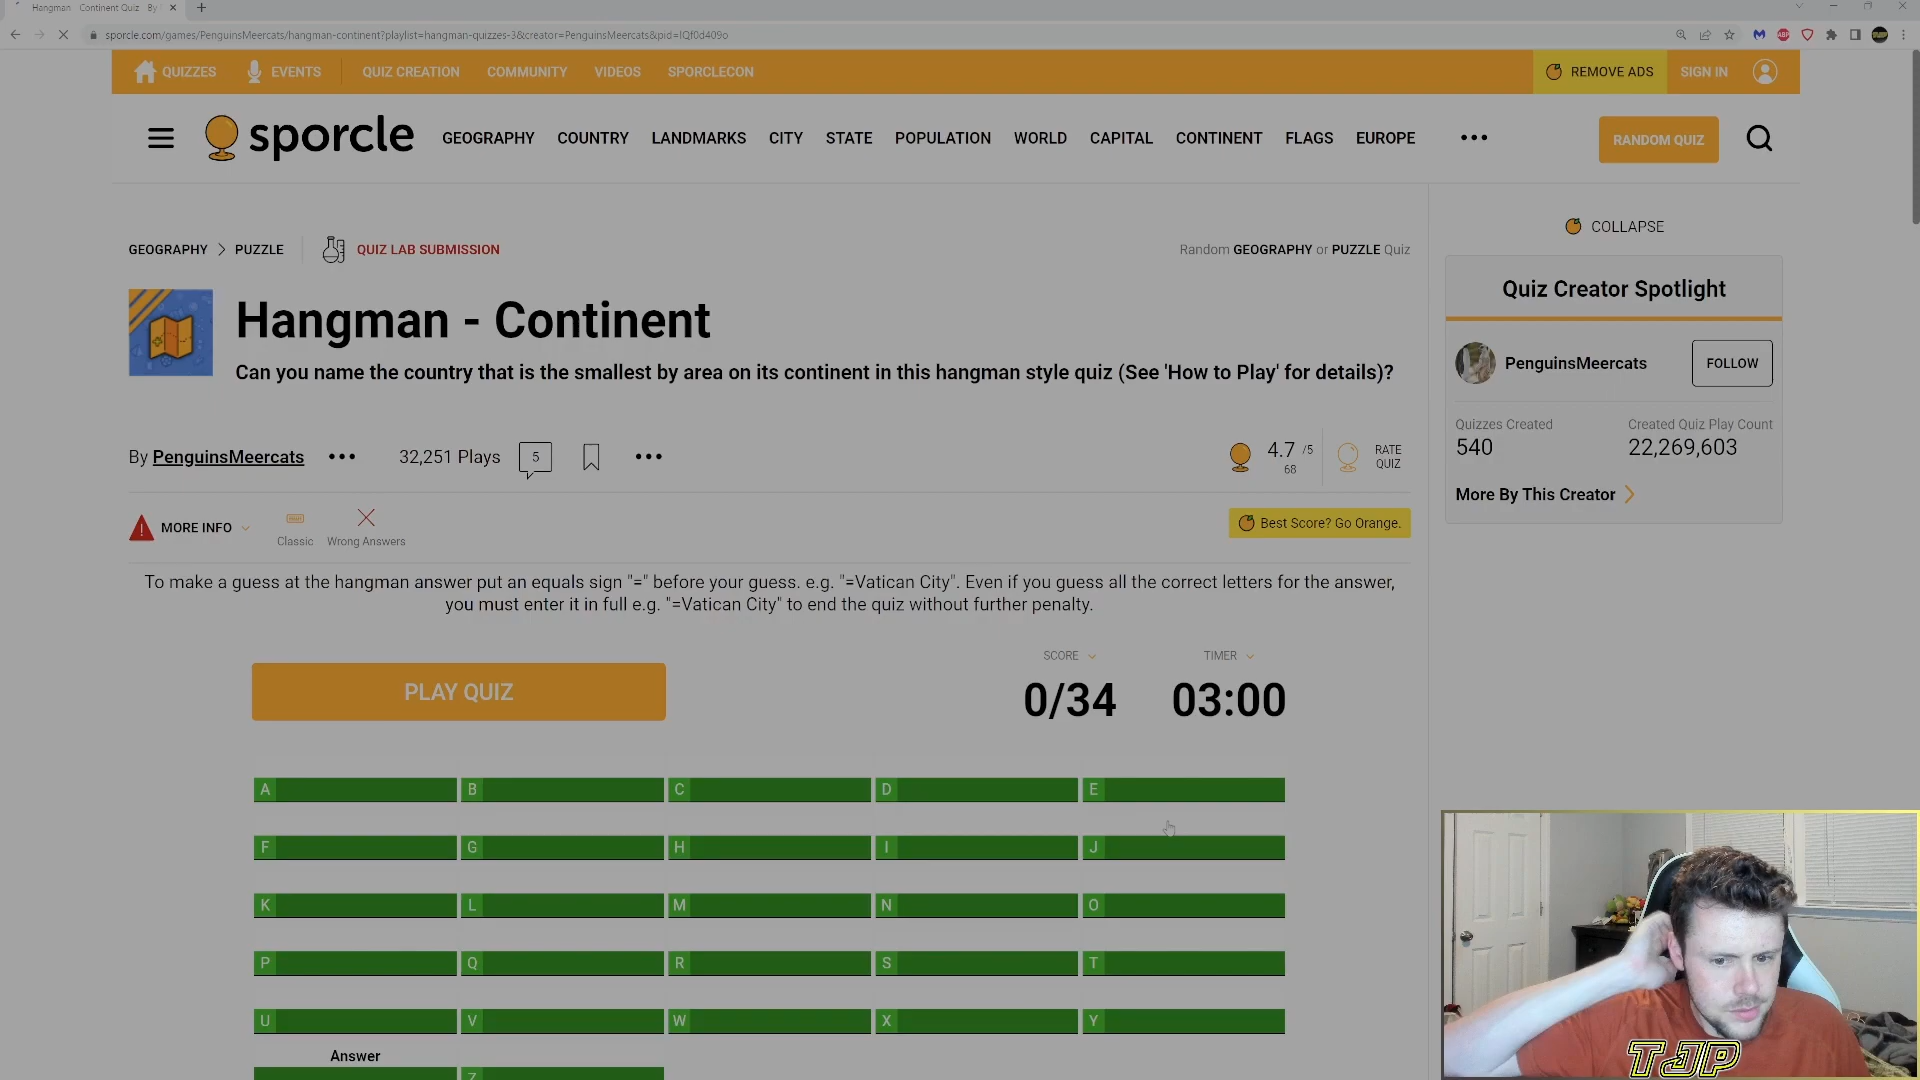 Hangman Continent Quiz By
sporcle.com/games/PenguinsMeercats/hangman-continent?playlist=hangman-quizzes-3&creator=PenguinsMeercats&pid=IQf0d409o
QUIZZES EVENTS QUIZ CREATION COMMUNITY VIDEOS SPORCLECON REMOVE ADS SIGN IN
sporcle GEOGRAPHY COUNTRY LANDMARKS CITY STATE POPULATION WORLD CAPITAL CONTINENT FLAGS EUROPE RANDOM QUIZ
COLLAPSE
GEOGRAPHY > PUZZLE QUIZ LAB SUBMISSION Random GEOGRAPHY or PUZZLE Quiz
Quiz Creator Spotlight
Hangman - Continent
PenguinsMeercats FOLLOW
Can you name the country that is the smallest by area on its continent in this hangman style quiz (See 'How to Play' for details)?
Quizzes Created Created Quiz Play Count
540 22,269,603
By PenguinsMeercats 32,251 Plays 5 4.7 /5 68 RATE QUIZ
More By This Creator
MORE INFO Classic Wrong Answers Best Score? Go Orange.
To make a guess at the hangman answer put an equals sign "=" before your guess. e.g. "=Vatican City". Even if you guess all the correct letters for the answer,
you must enter it in full e.g. "=Vatican City" to end the quiz without further penalty.
SCORE TIMER
PLAY QUIZ 0/34 03:00
A B C D E
F G H I J
K L M N O
P Q R S T
U V W X Y
Answer
Z
TJP